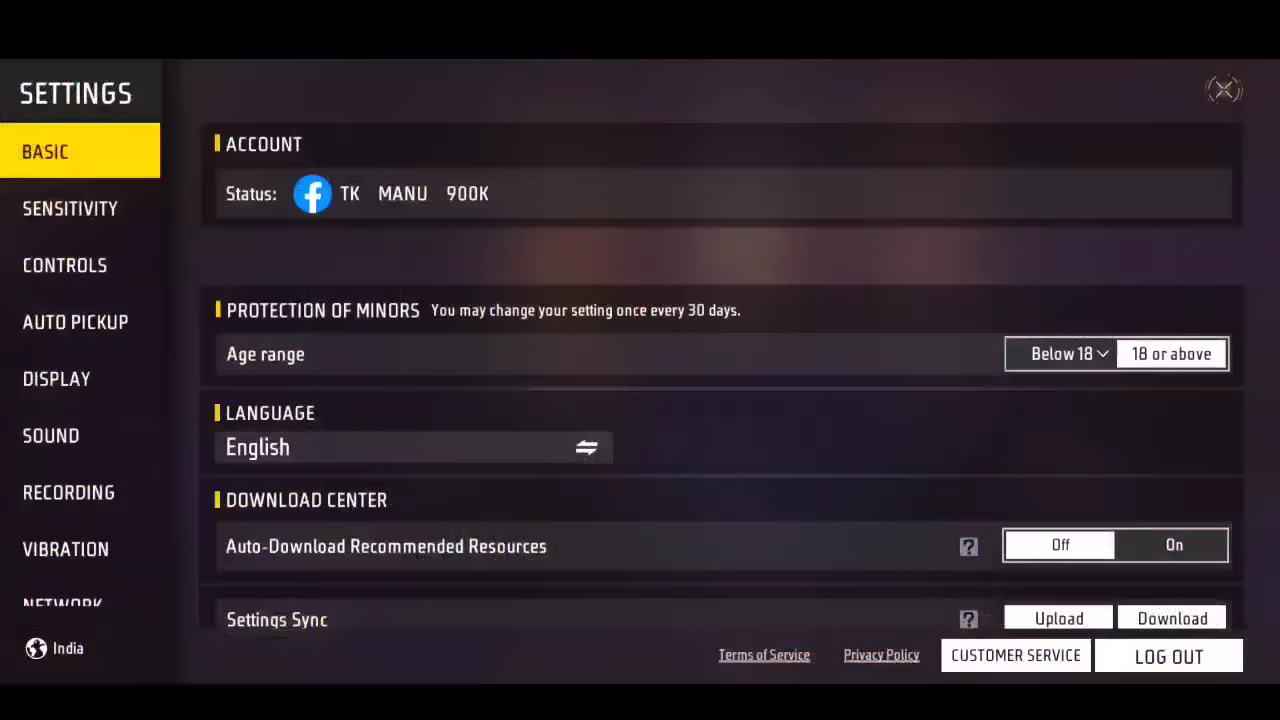 SETTINGS
BASIC
SENSITIVITY
CONTROLS
AUTO PICKUP
DISPLAY
SOUND
RECORDING
VIBRATION
NETWORK
India
ACCOUNT
Status: TK MANU 900K
PROTECTION OF MINORS You may change your setting once every 30 days.
Age range Below 18 18 or above
LANGUAGE
English
DOWNLOAD CENTER
Auto-Download Recommended Resources ? Off On
Settings Sync ? Upload Download
Terms of Service Privacy Policy CUSTOMER SERVICE LOG OUT